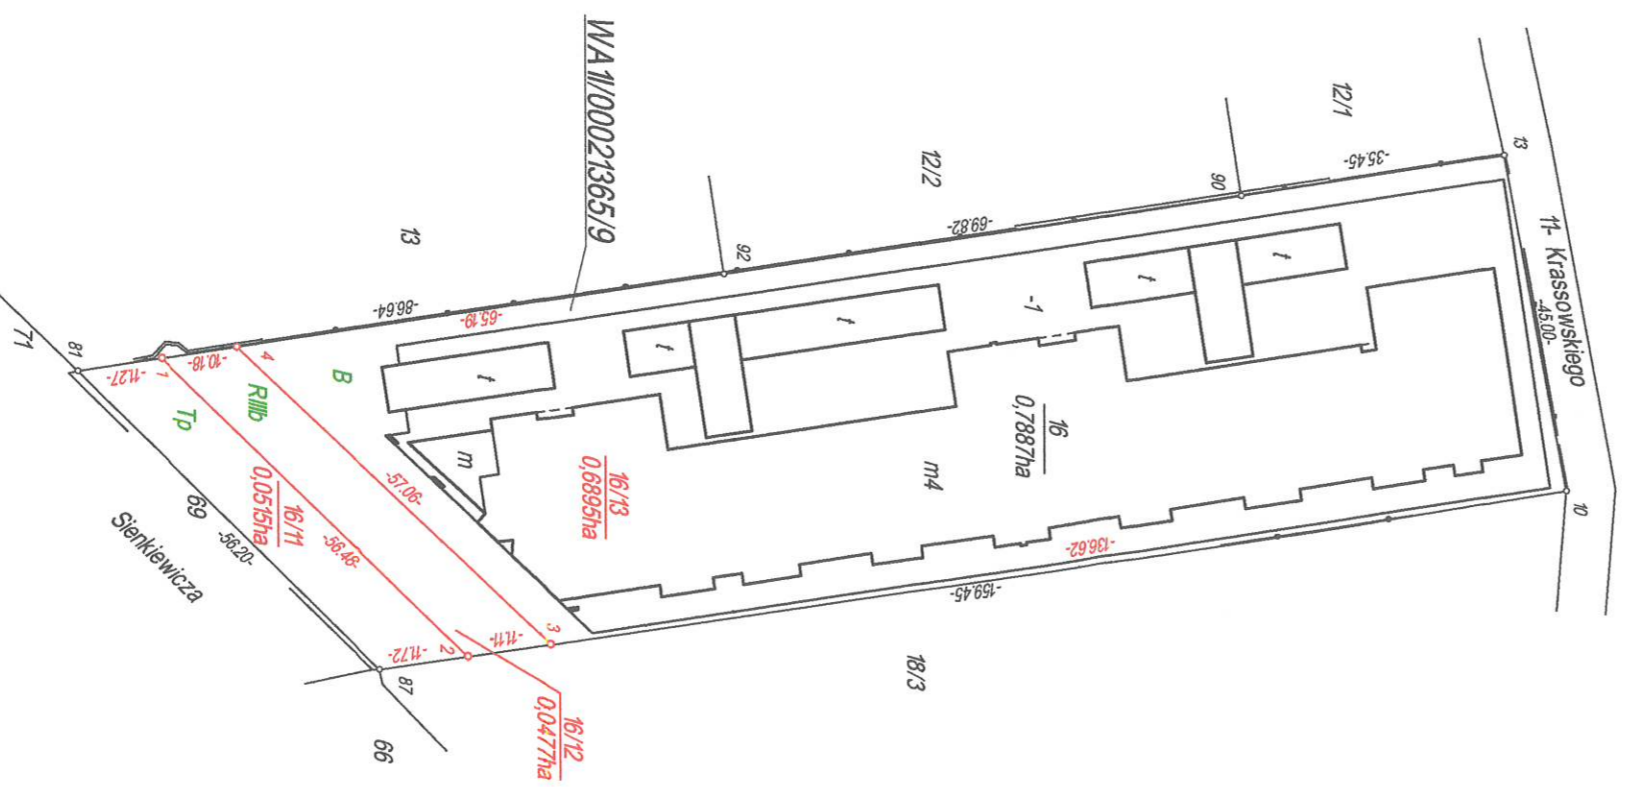 WA1I/00021365/9
12/1
13
-35.45-
11- Krassowskiego
-45.00-
12/2
90
-69.82-
13
92
-86.64-
-65.19-
f
f
-1
f
f
f
16
0,7887ha
m4
10
71
81
-11.27-
1
-10.18-
4
B
RIIIb
Tp
m
16/13
0,6895ha
-57.06-
16/11
0,0515ha
-56.48-
69
-56.20-
Sienkiewicza
-136.62-
-159.45-
3
-11.11-
2
-11.72-
87
16/12
0,0477ha
18/3
66